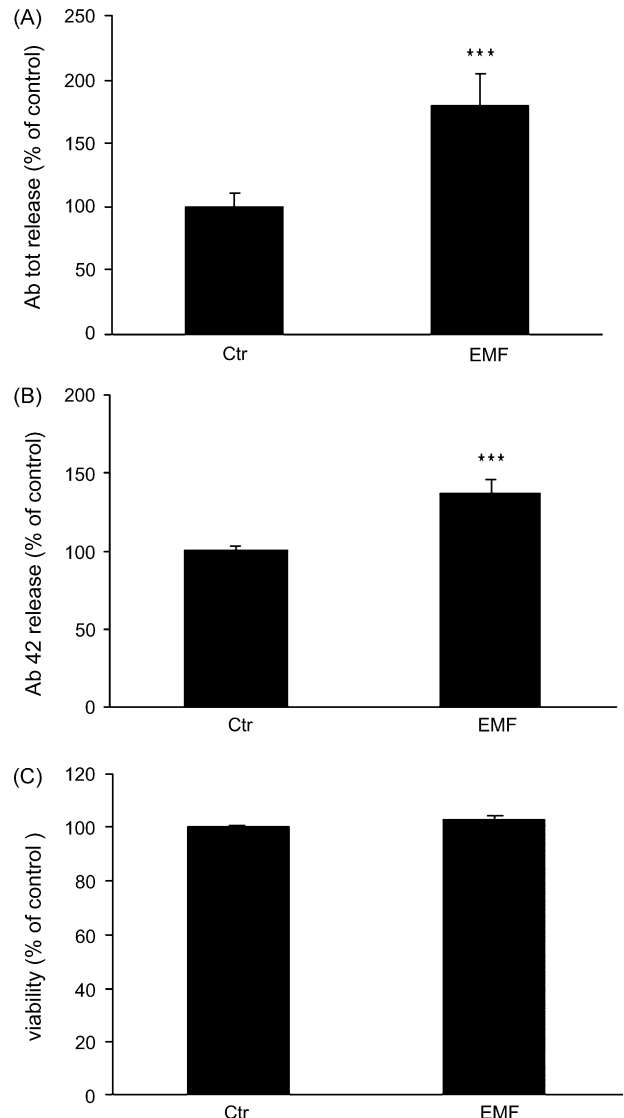 (A)
250
200
150
100
50
0
Ab tot release (% of control)
***
Ctr EMF
(B)
200
150
100
50
0
Ab 42 release (% of control)
***
Ctr EMF
(C)
120
100
80
60
40
20
0
viability (% of control )
Ctr EMF